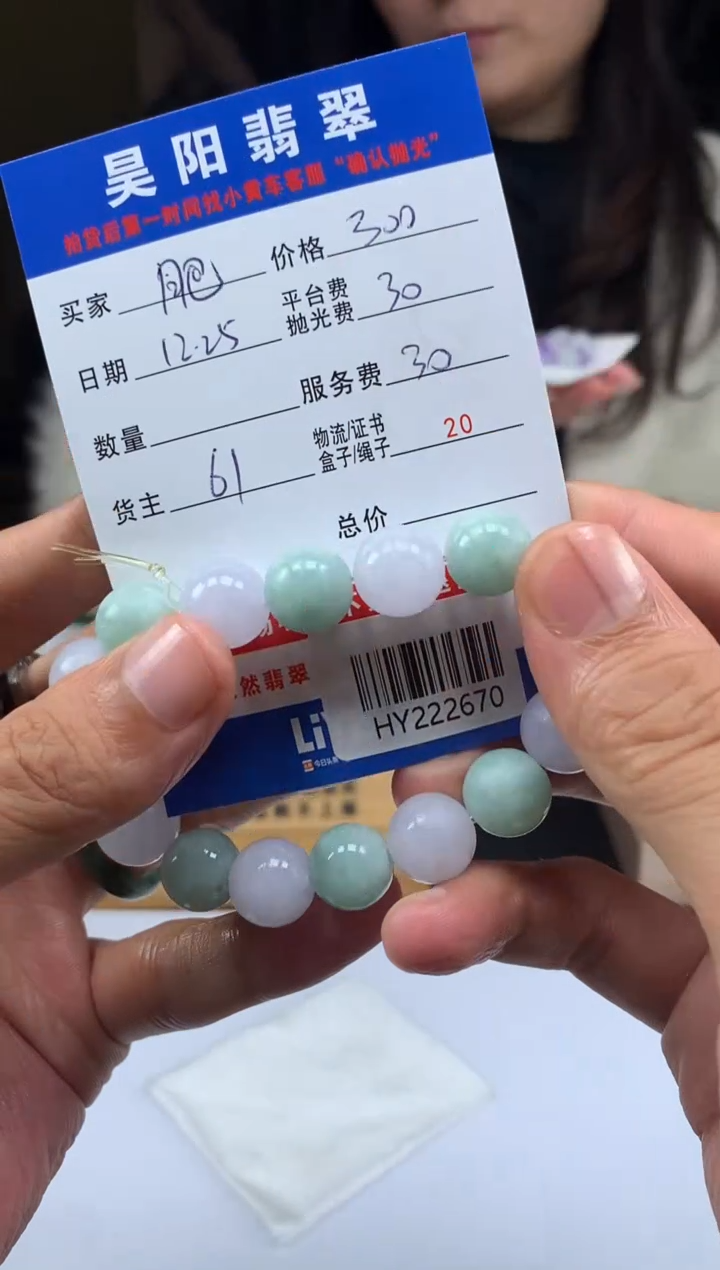 昊阳翡翠
拍货后第一时间找小黄车客服“确认抛光”
买家 肥 价格 300
日期 12.25 平台费 抛光费 30
数量 服务费 30
货主 61 物流/证书 盒子/绳子 20
总价
然翡翠
HY222670
今日头